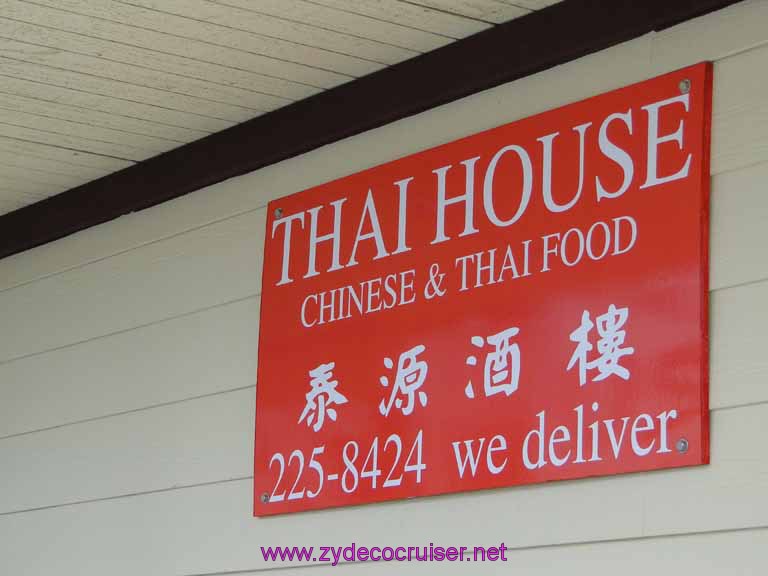 THAI HOUSE
CHINESE & THAI FOOD
泰源酒樓
225-8424 we deliver
www.zydecocruiser.net